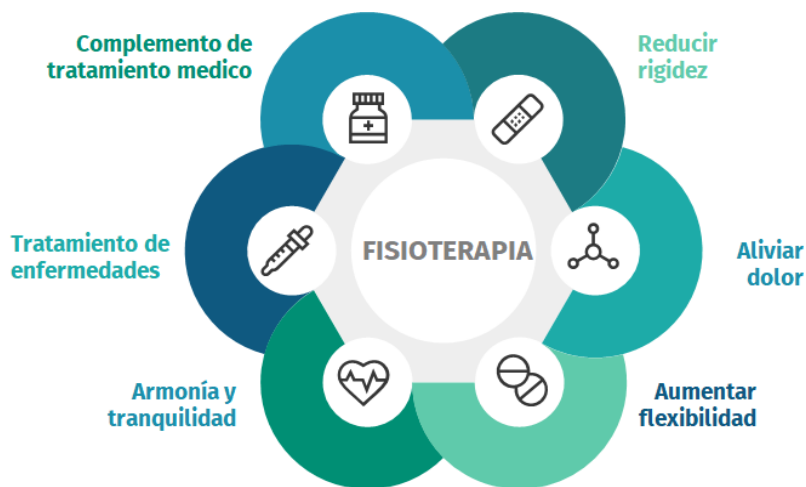 Complemento de
tratamiento medico
Reducir
rigidez
Tratamiento de
enfermedades
FISIOTERAPIA
Aliviar
dolor
Armonía y
tranquilidad
Aumentar
flexibilidad